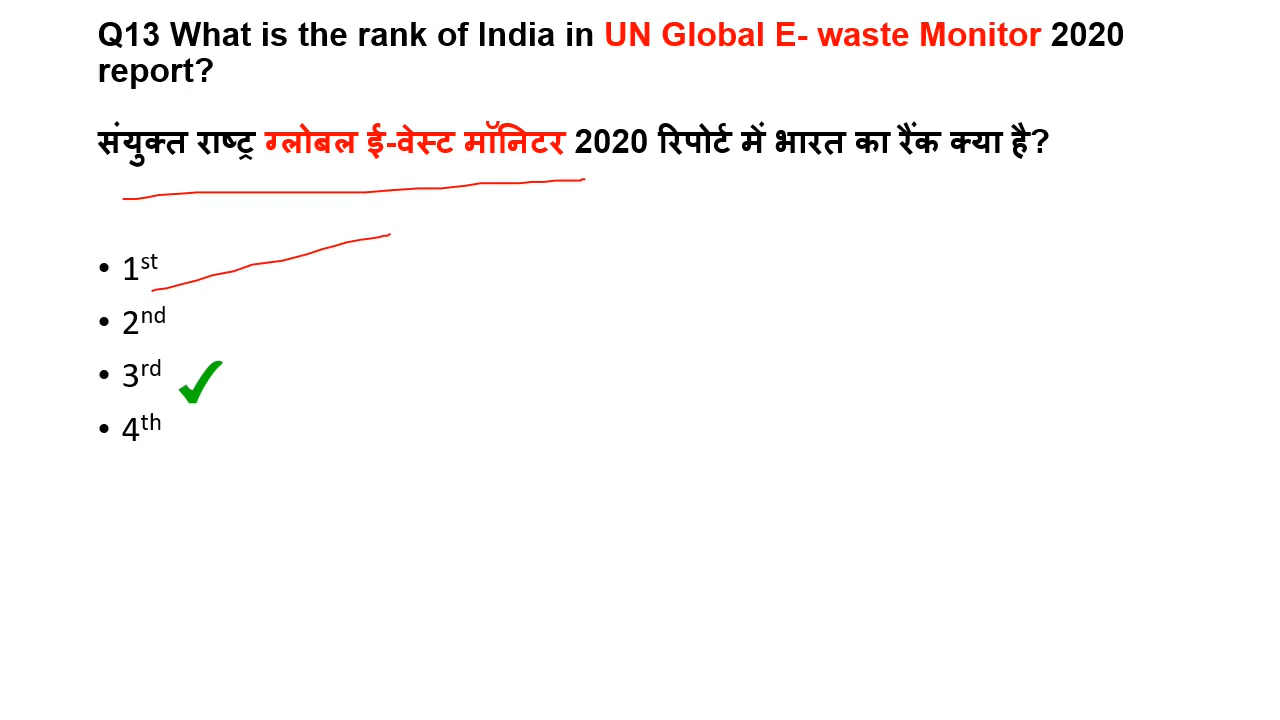 Q13 What is the rank of India in UN Global E- waste Monitor 2020
report?
संयुक्त राष्ट्र ग्लोबल ई-वेस्ट मॉनिटर 2020 रिपोर्ट में भारत का रैंक क्या है?
• 1st
• 2nd
• 3rd
• 4th